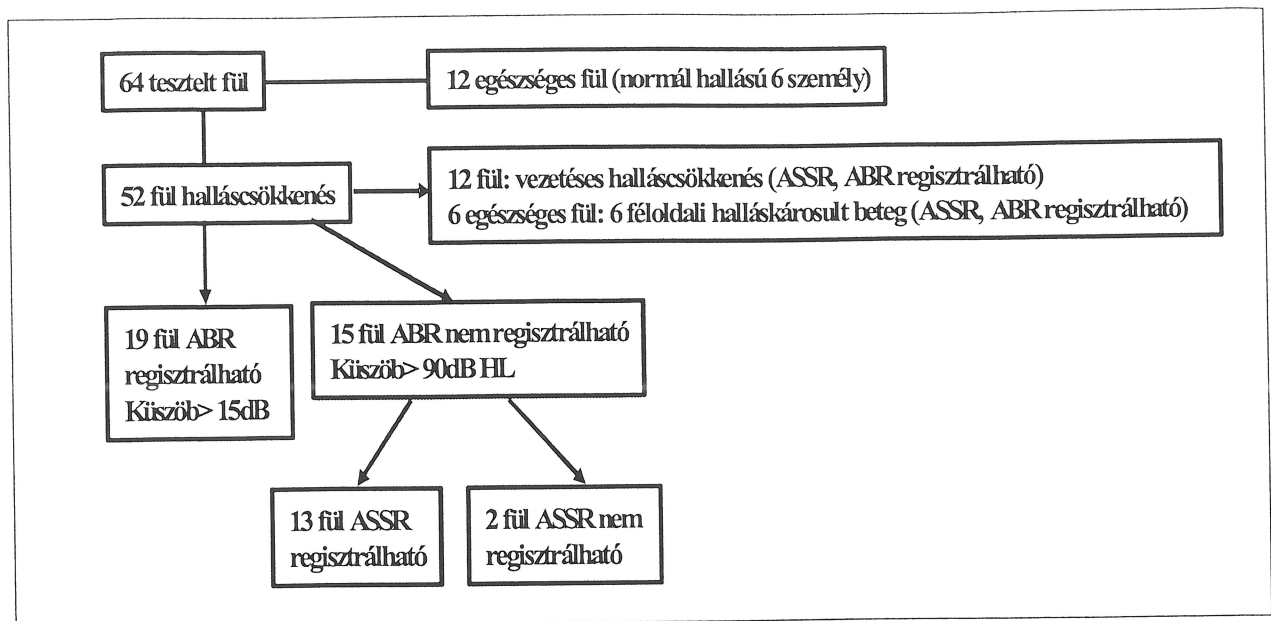 64 tesztelt fül
12 egészséges fül (normál hallású 6 személy)
52 fül halláscsökkenés
12 fül: vezetéses halláscsökkenés (ASSR, ABR regisztrálható)
6 egészséges fül: 6 féloldali halláskárosult beteg (ASSR, ABR regisztrálható)
19 fül ABR
regisztrálható
Küszöb> 15dB
15 fül ABR nem regisztrálható
Küszöb> 90dB HL
13 fül ASSR
regisztrálható
2 fül ASSR nem
regisztrálható